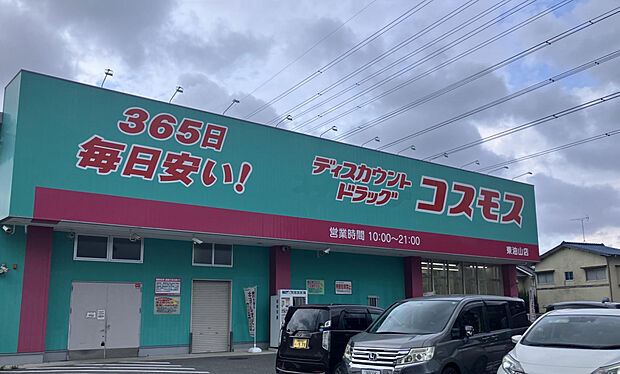 365日
毎日安い!
ディスカウント
ドラッグ
コスモス
営業時間 10:00〜21:00
東油山店